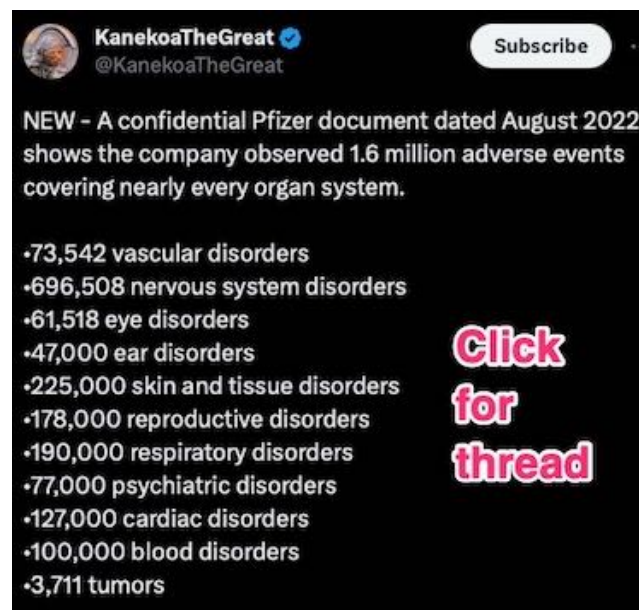 KanekoaTheGreat
Subscribe
@KanekoaTheGreat
NEW - A confidential Pfizer document dated August 2022
shows the company observed 1.6 million adverse events
covering nearly every organ system.
•73,542 vascular disorders
•696,508 nervous system disorders
•61,518 eye disorders
•47,000 ear disorders
•225,000 skin and tissue disorders
•178,000 reproductive disorders
•190,000 respiratory disorders
•77,000 psychiatric disorders
•127,000 cardiac disorders
•100,000 blood disorders
•3,711 tumors
Click
for
thread